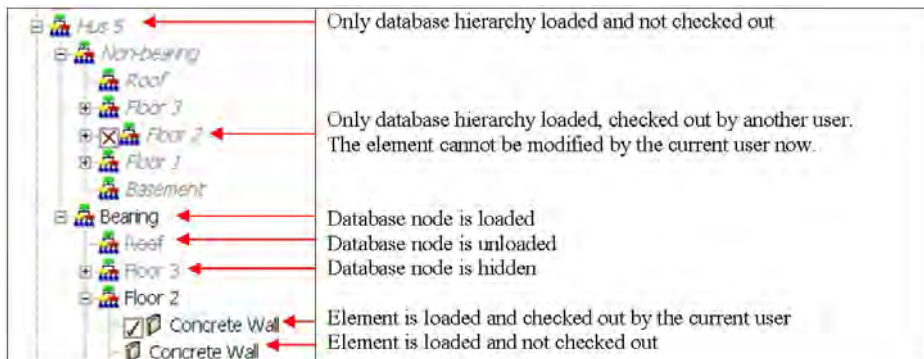 Hus 5 Only database hierarchy loaded and not checked out
Non-bearing
Roof
Floor 3
Only database hierarchy loaded, checked out by another user.
Floor 2
The element cannot be modified by the current user now.
Floor 1
Basement
Bearing Database node is loaded
Roof Database node is unloaded
Floor 3 Database node is hidden
Floor 2
Concrete Wall Element is loaded and checked out by the current user
Concrete Wall Element is loaded and not checked out